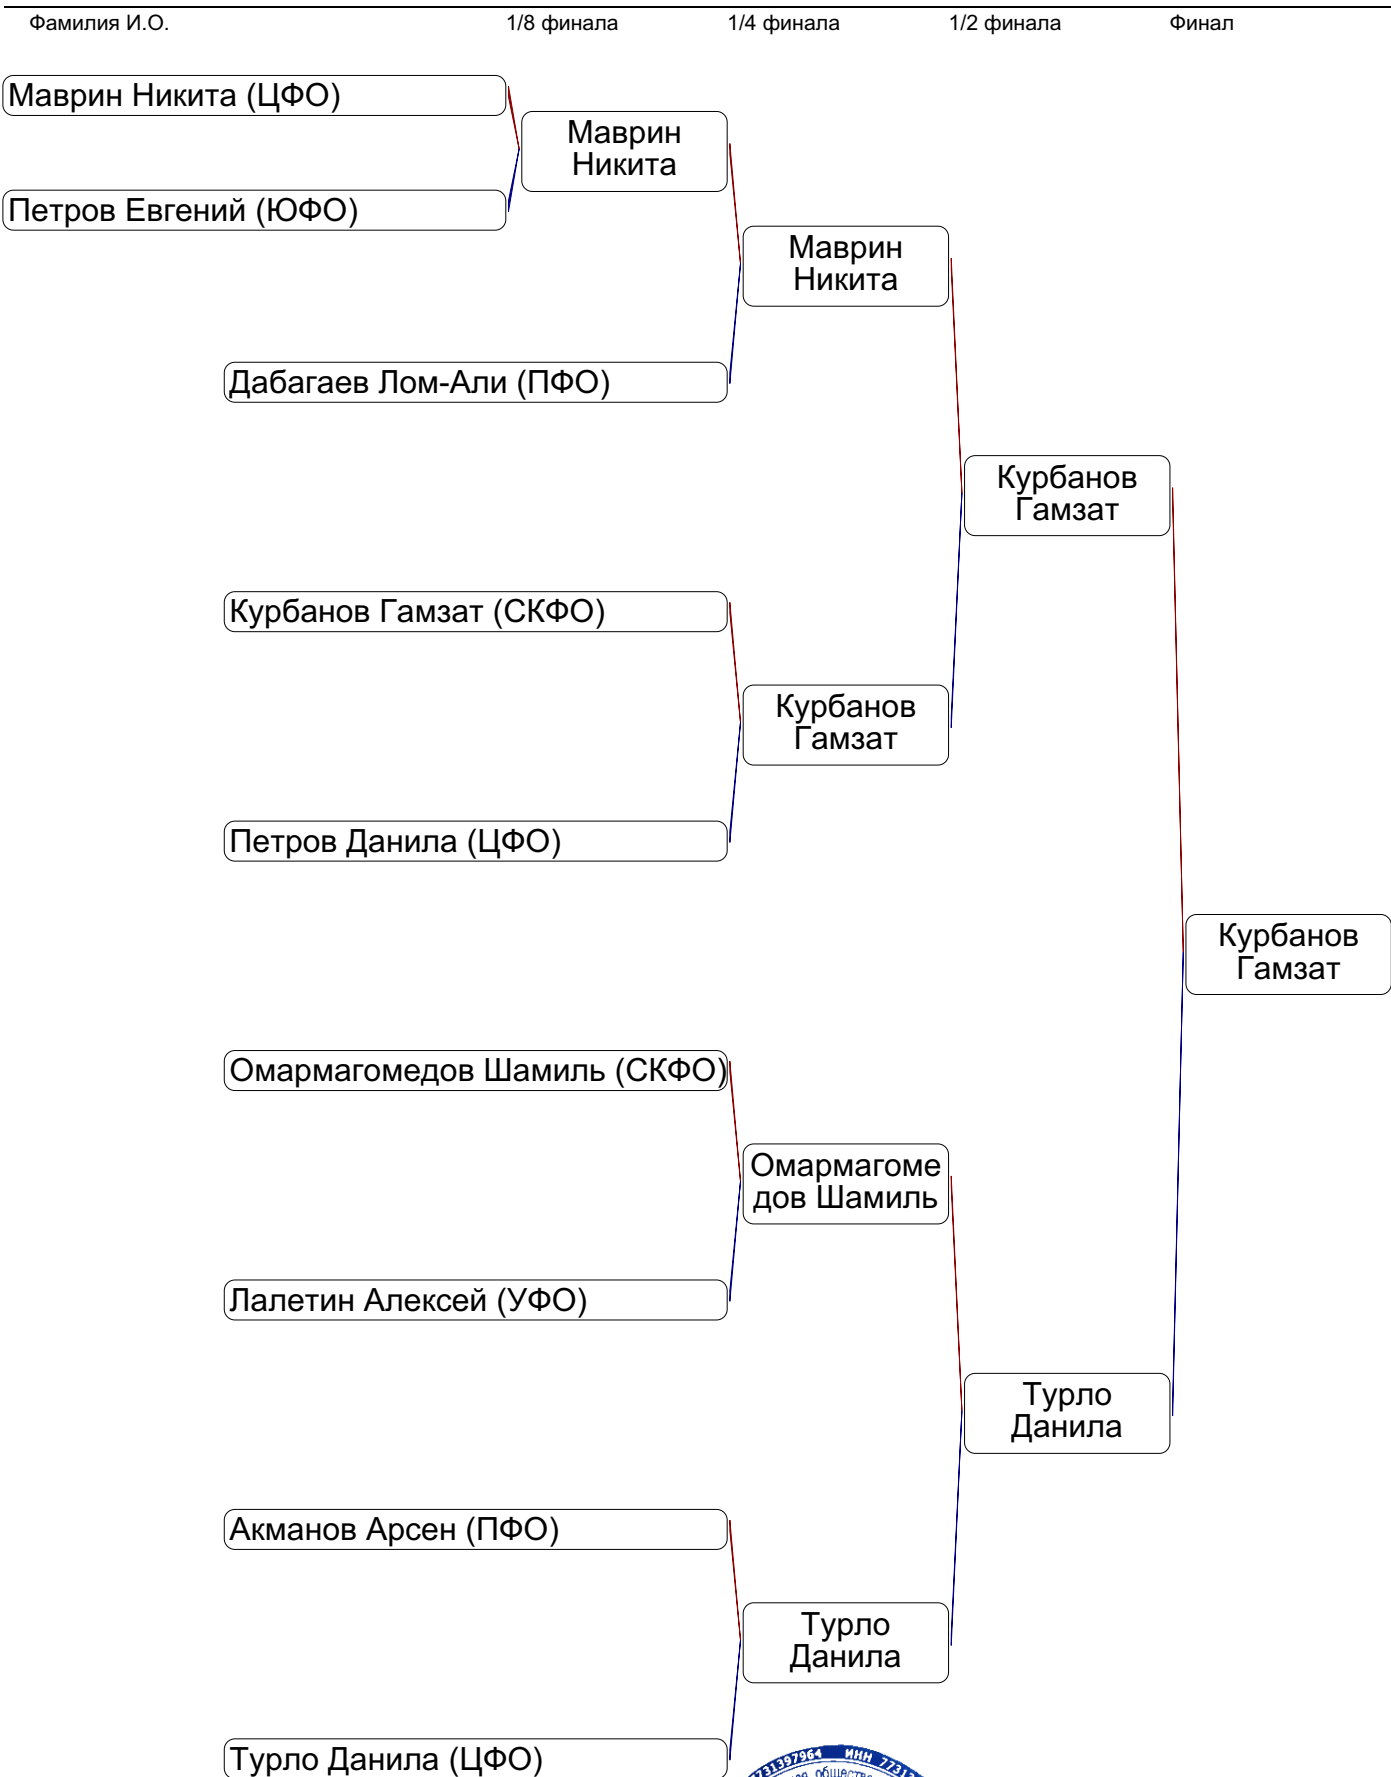 Фамилия И.О. 1/8 финала 1/4 финала 1/2 финала Финал
Маврин Никита (ЦФО)
Маврин
Никита
Петров Евгений (ЮФО)
Маврин
Никита
Дабагаев Лом-Али (ПФО)
Курбанов
Гамзат
Курбанов Гамзат (СКФО)
Курбанов
Гамзат
Петров Данила (ЦФО)
Курбанов
Гамзат
Омармагомедов Шамиль (СКФО)
Омармагоме
дов Шамиль
Лалетин Алексей (УФО)
Турло
Данила
Акманов Арсен (ПФО)
Турло
Данила
Турло Данила (ЦФО)
ИНН